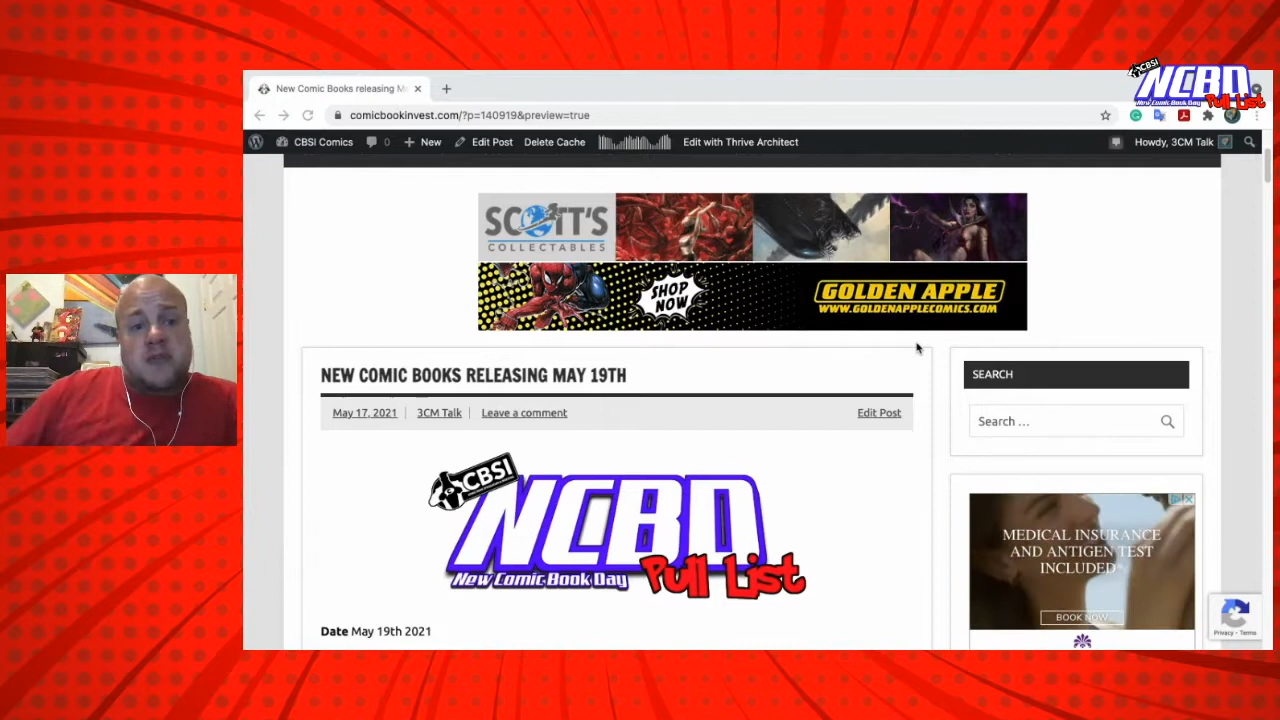 CBSI
NCBD
New Comic Book Day Pull List
New Comic Books releasing M
comicbookinvest.com/?p=140919&preview=true
CBSI Comics 0 New Edit Post Delete Cache Edit with Thrive Architect Howdy, 3CM Talk
SCOTT'S
COLLECTABLES
SHOP
NOW
GOLDEN APPLE
WWW.GOLDENAPPLECOMICS.COM
NEW COMIC BOOKS RELEASING MAY 19TH
May 17, 2021 3CM Talk Leave a comment Edit Post
CBSI
NCBD
New Comic Book Day Pull List
Date May 19th 2021
SEARCH
Search …
MEDICAL INSURANCE
AND ANTIGEN TEST
INCLUDED*
BOOK NOW
Privacy - Terms